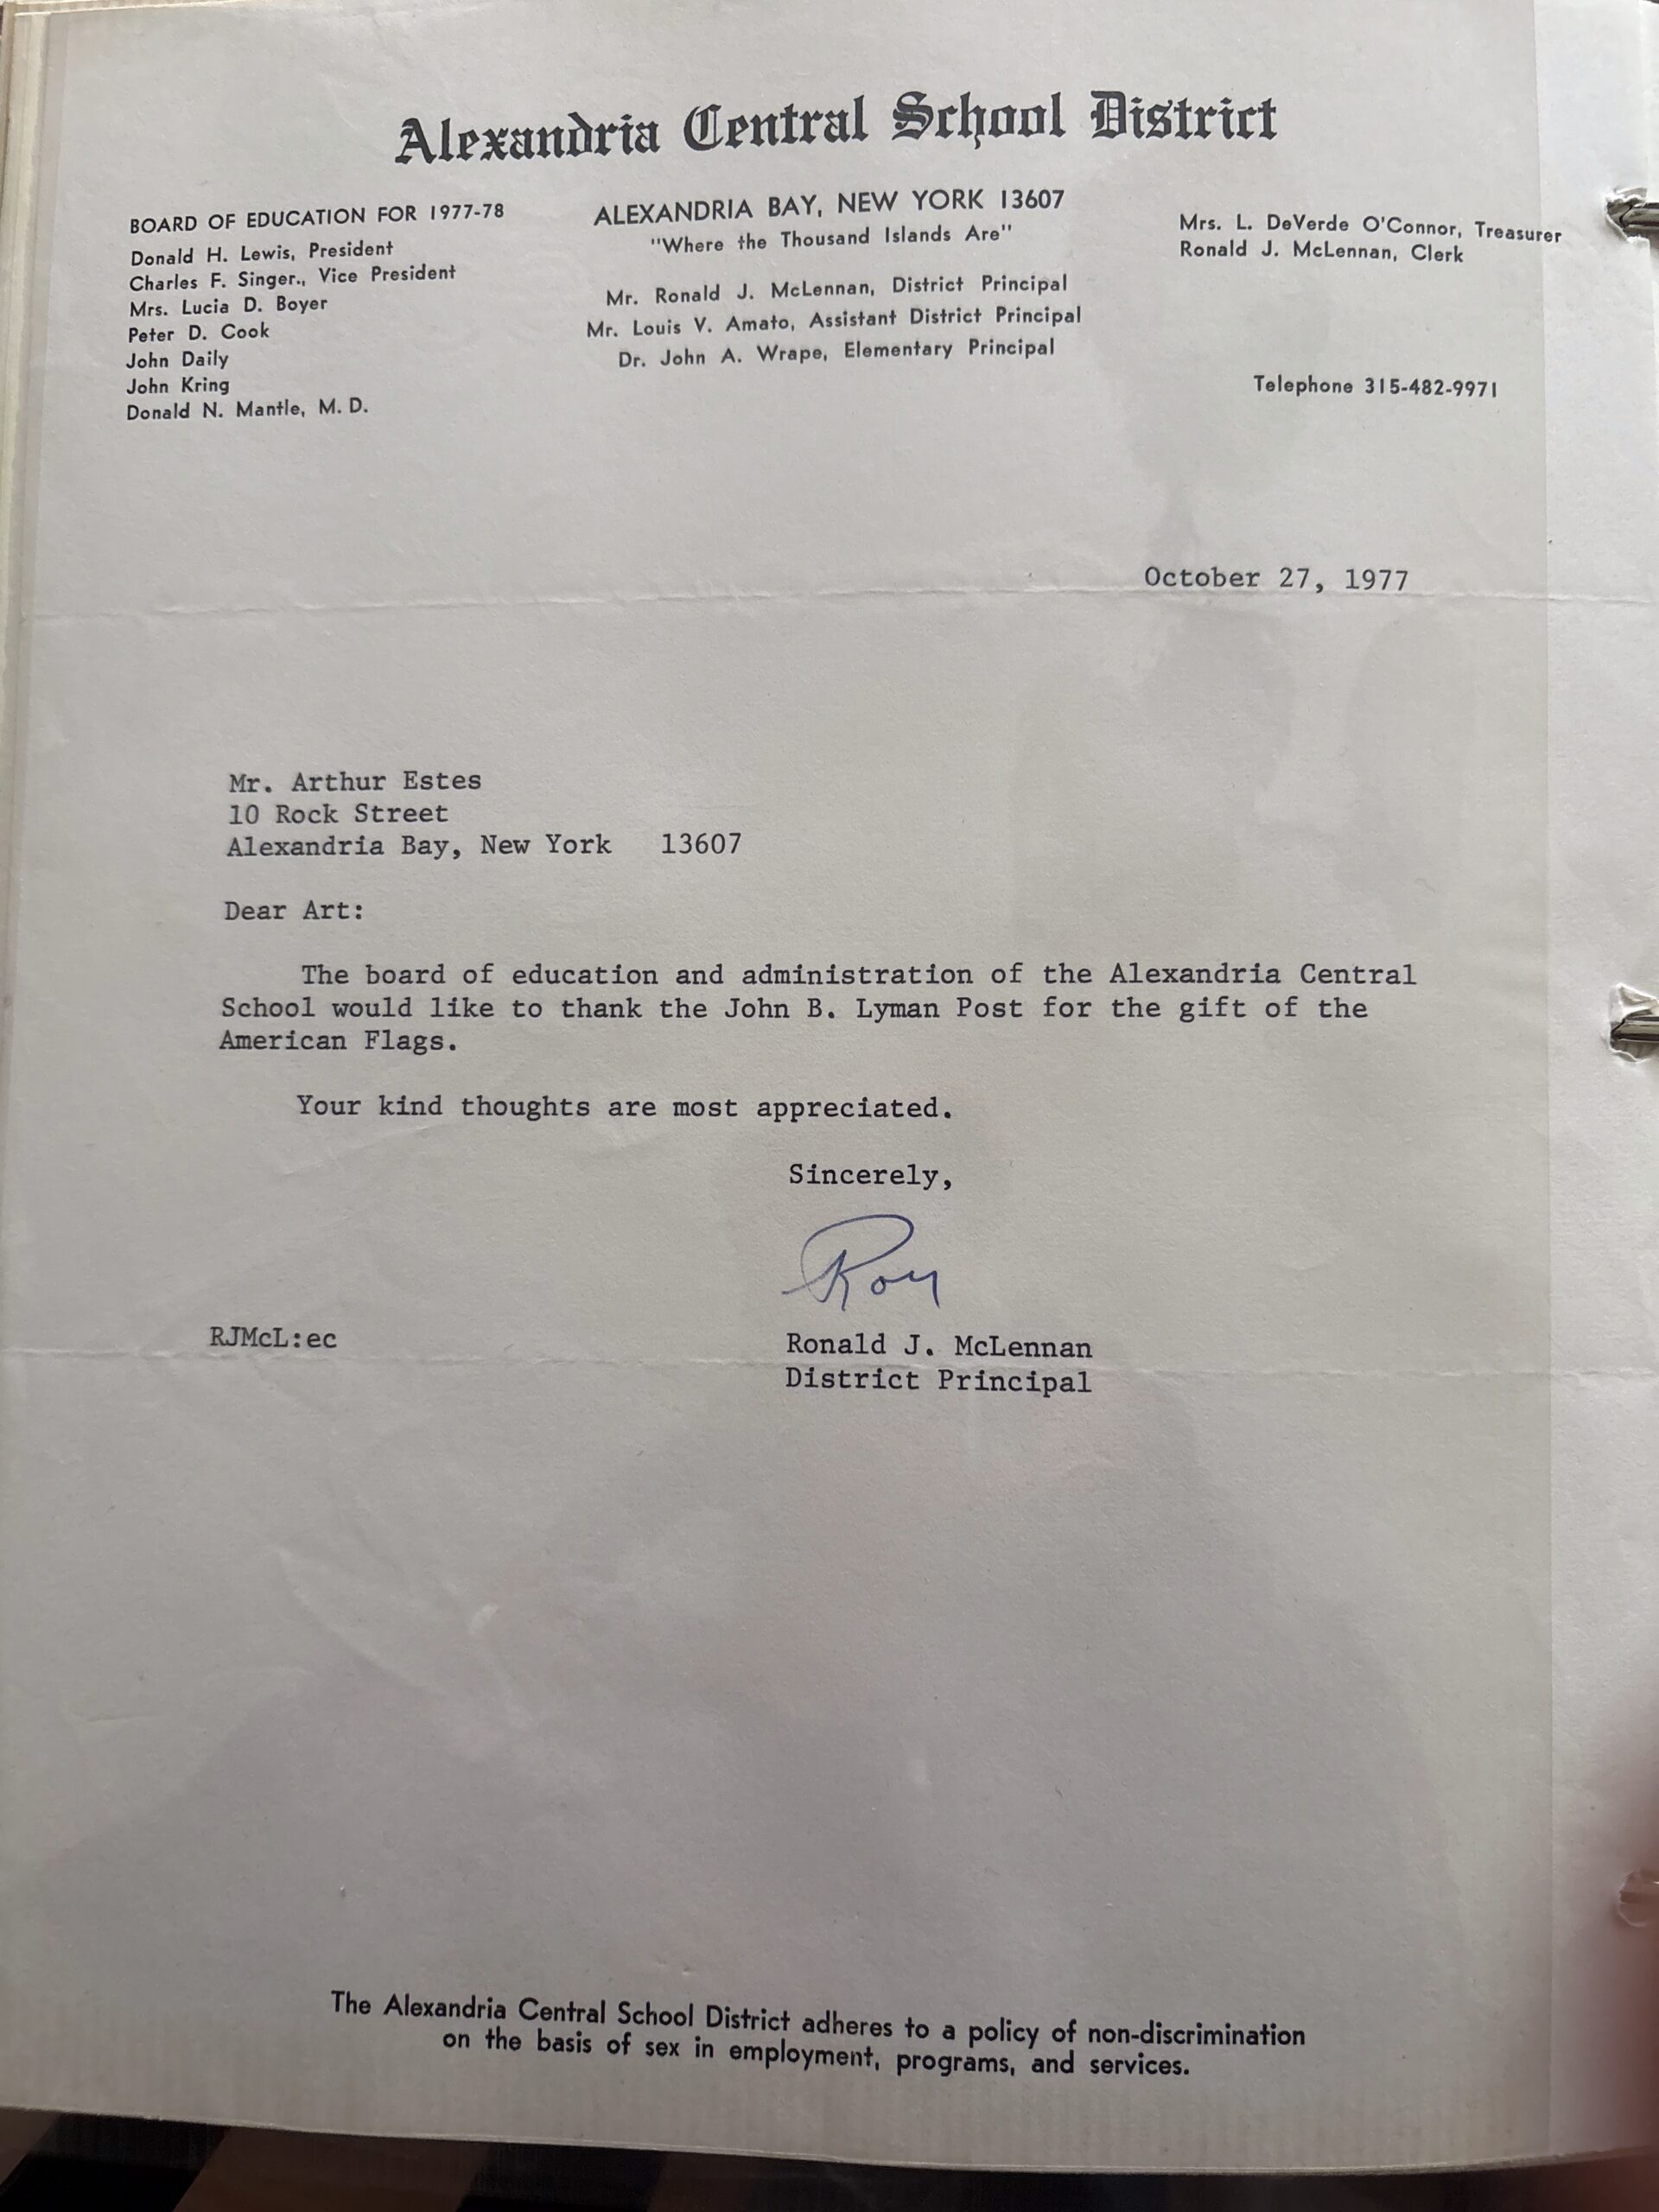 Alexandria Central School District
BOARD OF EDUCATION FOR 1977-78
Donald H. Lewis, President
Charles F. Singer., Vice President
Mrs. Lucia D. Boyer
Peter D. Cook
John Daily
John Kring
Donald N. Mantle, M. D.
ALEXANDRIA BAY, NEW YORK 13607
"Where the Thousand Islands Are"
Mr. Ronald J. McLennan, District Principal
Mr. Louis V. Amato, Assistant District Principal
Dr. John A. Wrape, Elementary Principal
Mrs. L. DeVerde O'Connor, Treasurer
Ronald J. McLennan, Clerk
Telephone 315-482-9971
October 27, 1977
Mr. Arthur Estes
10 Rock Street
Alexandria Bay, New York 13607
Dear Art:
The board of education and administration of the Alexandria Central
School would like to thank the John B. Lyman Post for the gift of the
American Flags.
Your kind thoughts are most appreciated.
Sincerely,
Ron
RJMcL:ec
Ronald J. McLennan
District Principal
The Alexandria Central School District adheres to a policy of non-discrimination
on the basis of sex in employment, programs, and services.